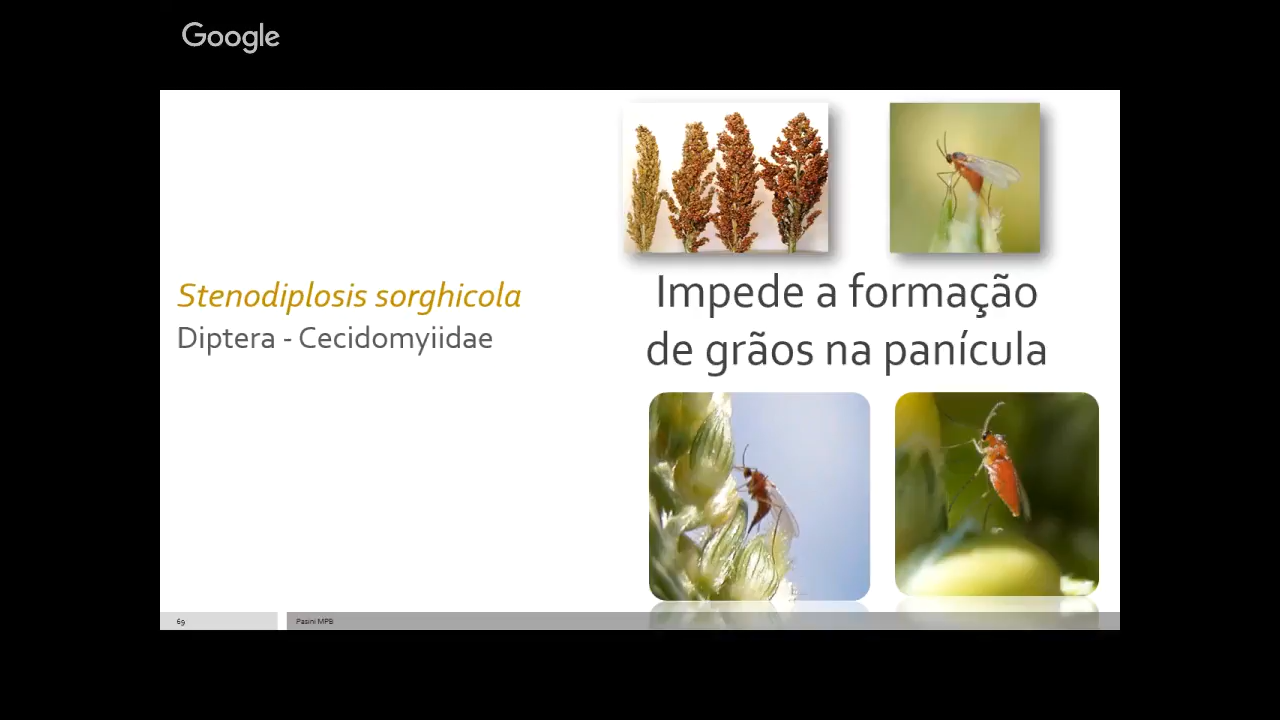 Google
Stenodiplosis sorghicola
Diptera - Cecidomyiidae
Impede a formação
de grãos na panícula
69
Pasini MPB